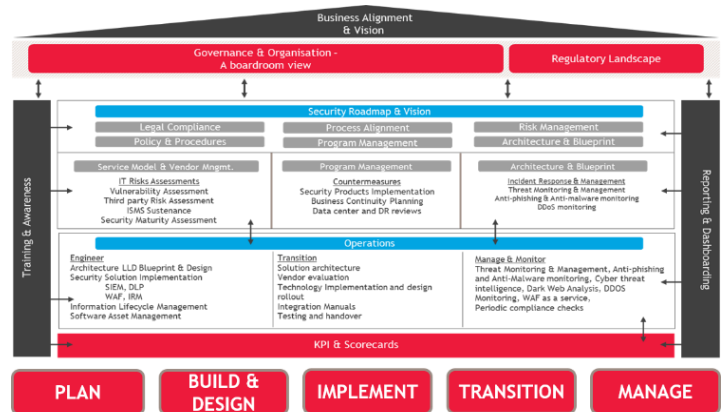 Business Alignment
& Vision
Governance & Organisation –
A boardroom view
Regulatory Landscape
Training & Awareness
Security Roadmap & Vision
Legal Compliance
Process Alignment
Risk Management
Policy & Procedures
Program Management
Architecture & Blueprint
Service Model & Vendor Mngmt.
IT Risks Assessments
Vulnerability Assessment
Third party Risk Assessment
ISMS Sustenance
Security Maturity Assessment
Program Management
Countermeasures
Security Products Implementation
Business Continuity Planning
Data center and DR reviews
Architecture & Blueprint
Incident Response & Management
Threat Monitoring & Management
Anti-phishing & Anti-malware monitoring
DDoS monitoring
Operations
Engineer
Architecture LLD Blueprint & Design
Security Solution Implementation
SIEM, DLP
WAF, IRM
Information Lifecycle Management
Software Asset Management
Transition
Solution architecture
Vendor evaluation
Technology Implementation and design
rollout
Integration Manuals
Testing and handover
Manage & Monitor
Threat Monitoring & Management, Anti-phishing
and Anti-Malware monitoring, Cyber threat
intelligence, Dark Web Analysis, DDOS
Monitoring, WAF as a service,
Periodic compliance checks
Reporting & Dashboarding
KPI & Scorecards
PLAN
BUILD &
DESIGN
IMPLEMENT
TRANSITION
MANAGE